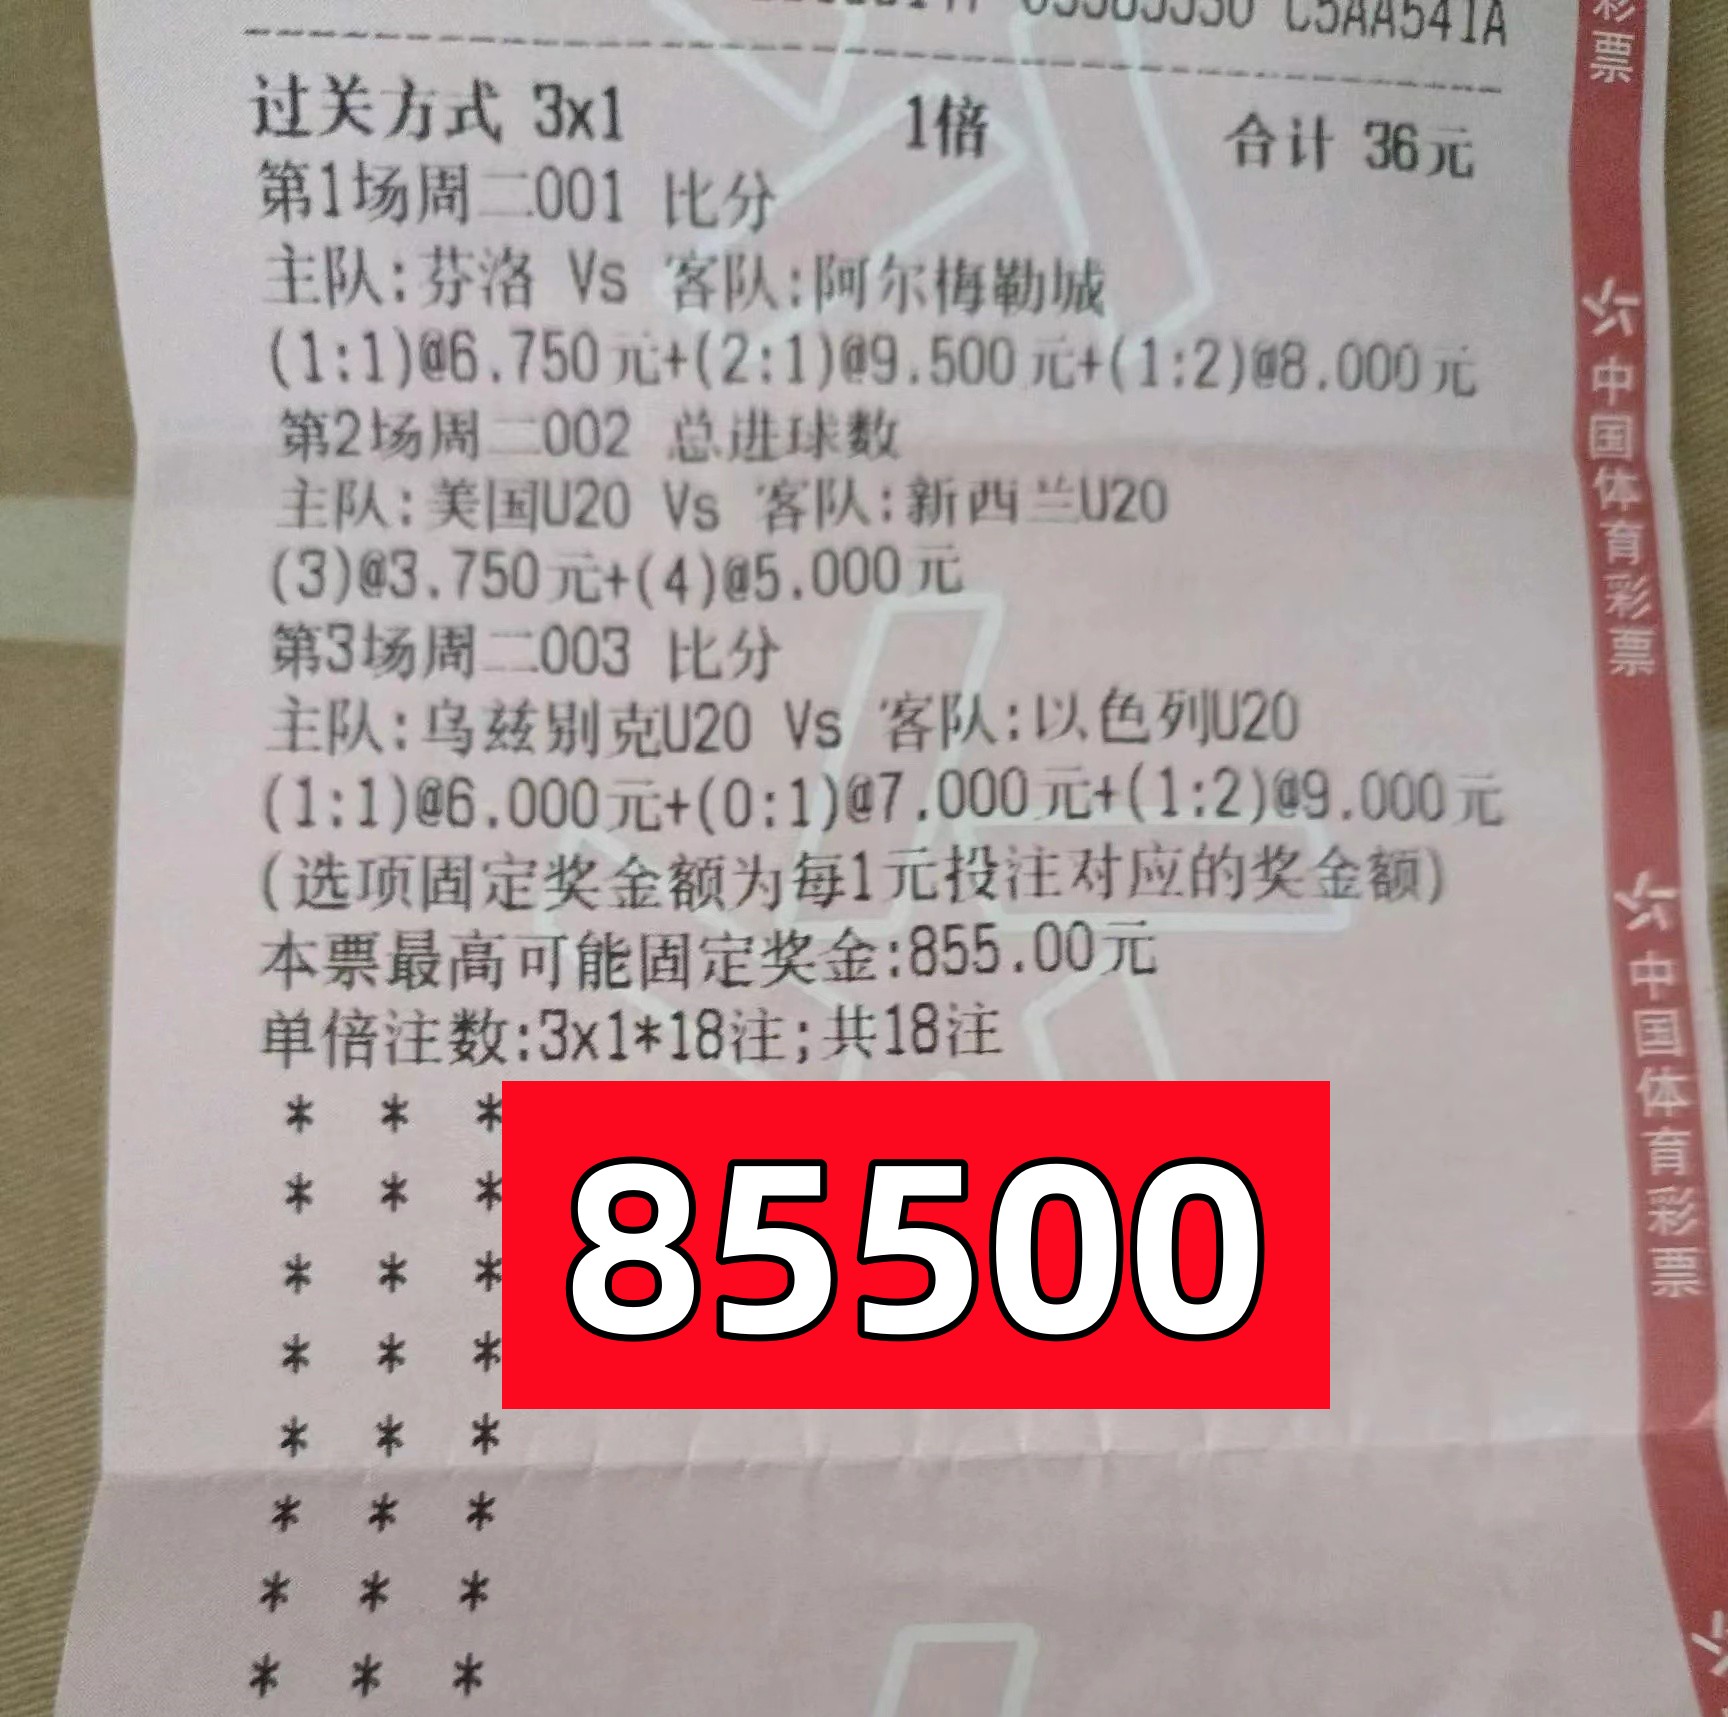 C5AA541A
过关方式 3x1 1倍 合计 36元
第1场周二001 比分
主队:芬洛 Vs 客队:阿尔梅勒城
(1:1)@6.750元+(2:1)@9.500元+(1:2)@8.000元
第2场周二002 总进球数
主队:美国U20 Vs 客队:新西兰U20
(3)@3.750元+(4)@5.000元
第3场周二003 比分
主队:乌兹别克U20 Vs 客队:以色列U20
(1:1)@6.000元+(0:1)@7.000元+(1:2)@9.000元
(选项固定奖金额为每1元投注对应的奖金额)
本票最高可能固定奖金:855.00元
单倍注数:3x1*18注;共18注
* * *
* * *
* * *
* * *
* * *
* * *
* * *
* * *
85500
彩票
中国体育彩票
中国体育彩票